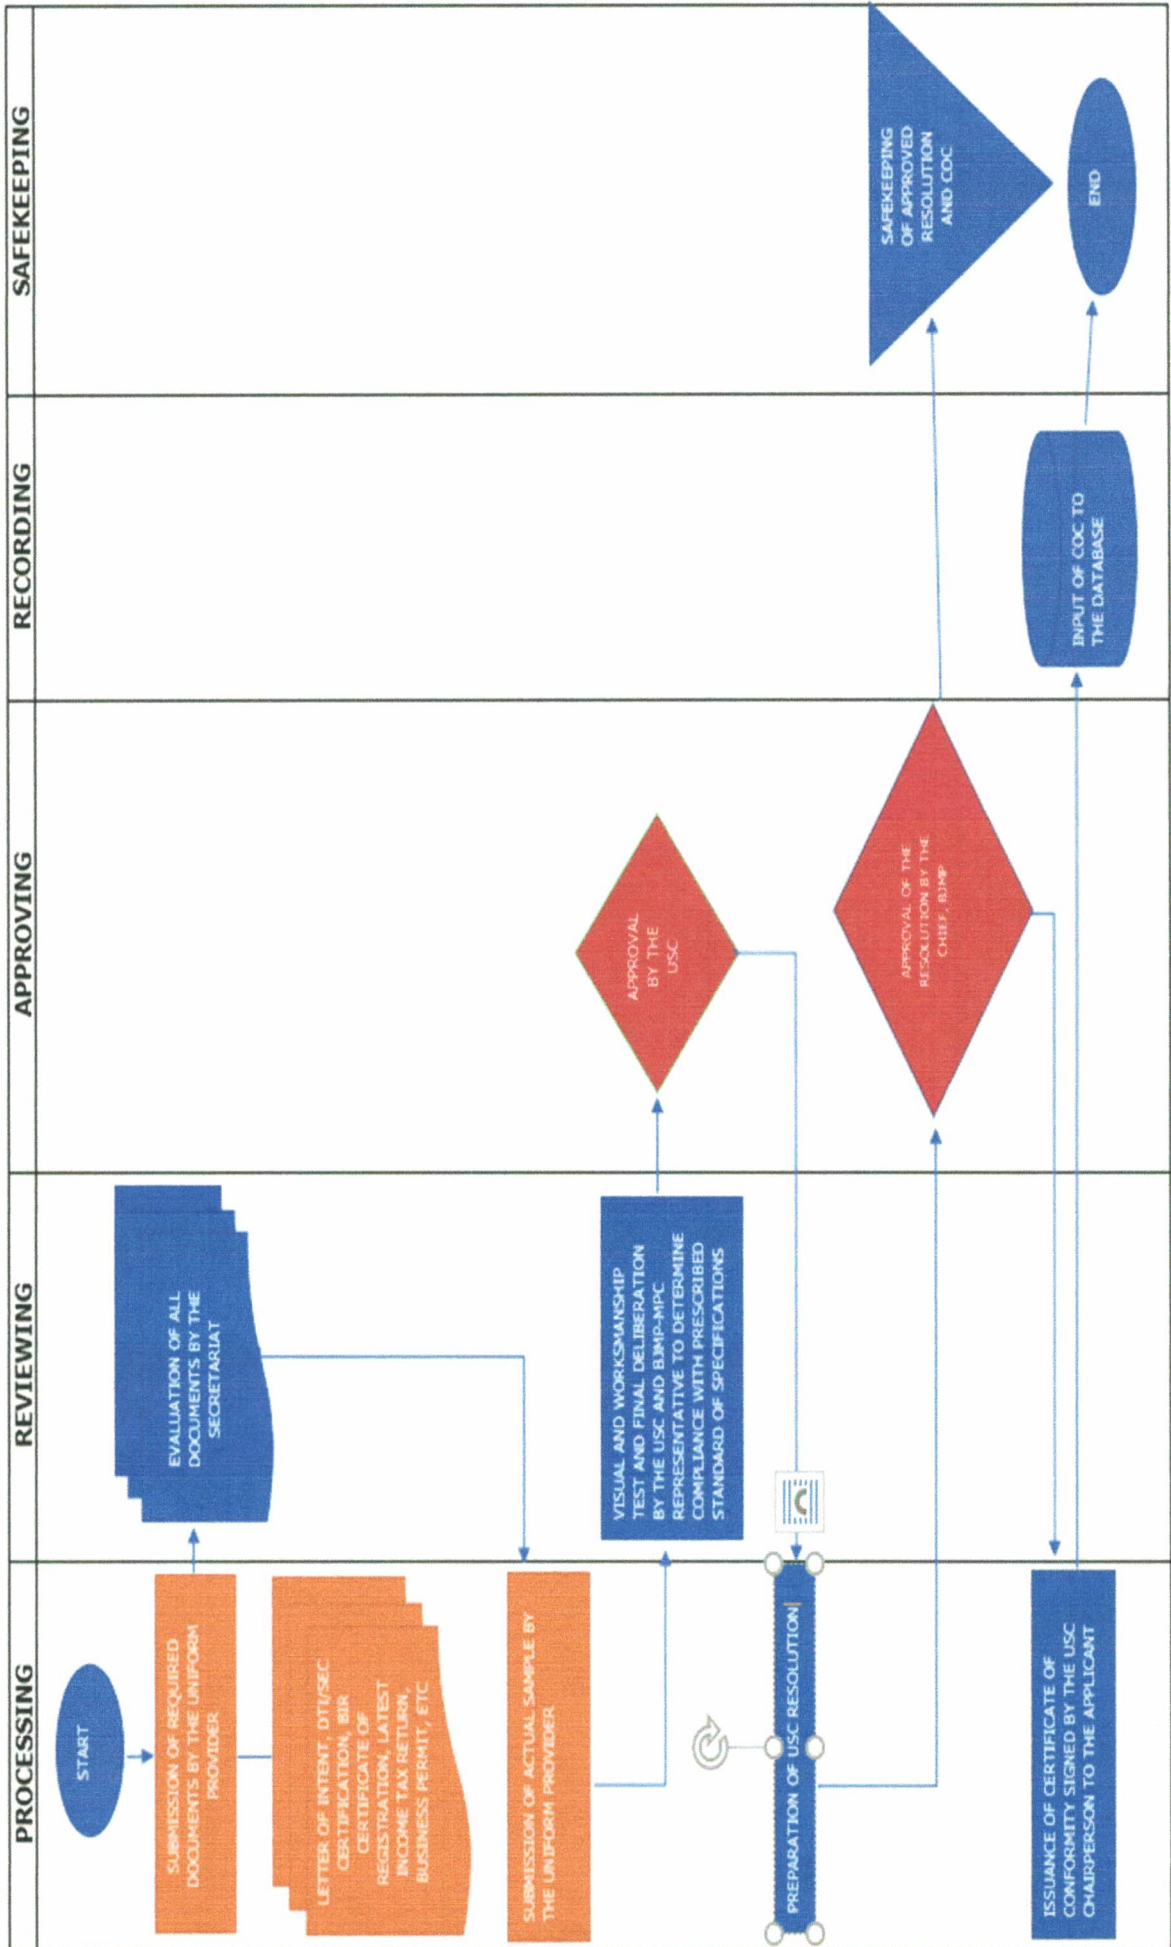 PROCESSING
REVIEWING
APPROVING
RECORDING
SAFEKEEPING
START
SUBMISSION OF REQUIRED
DOCUMENTS BY THE UNIFORM
PROVIDER
EVALUATION OF ALL
DOCUMENTS BY THE
SECRETARIAT
LETTER OF INTENT, DTI/SEC
CERTIFICATION, BIR
CERTIFICATE OF
REGISTRATION, LATEST
INCOME TAX RETURN,
BUSINESS PERMIT, ETC
SUBMISSION OF ACTUAL SAMPLE BY
THE UNIFORM PROVIDER
VISUAL AND WORKSMANSHIP
TEST AND FINAL DELIBERATION
BY THE USC AND BJMP-MPC
REPRESENTATIVE TO DETERMINE
COMPLIANCE WITH PRESCRIBED
STANDARD OF SPECIFICATIONS
APPROVAL
BY THE
USC
PREPARATION OF USC RESOLUTION
APPROVAL OF THE
RESOLUTION BY THE
CHIEF, BJMP
SAFEKEEPING
OF APPROVED
RESOLUTION
AND COC
ISSUANCE OF CERTIFICATE OF
CONFORMITY SIGNED BY THE USC
CHAIRPERSON TO THE APPLICANT
INPUT OF COC TO
THE DATABASE
END